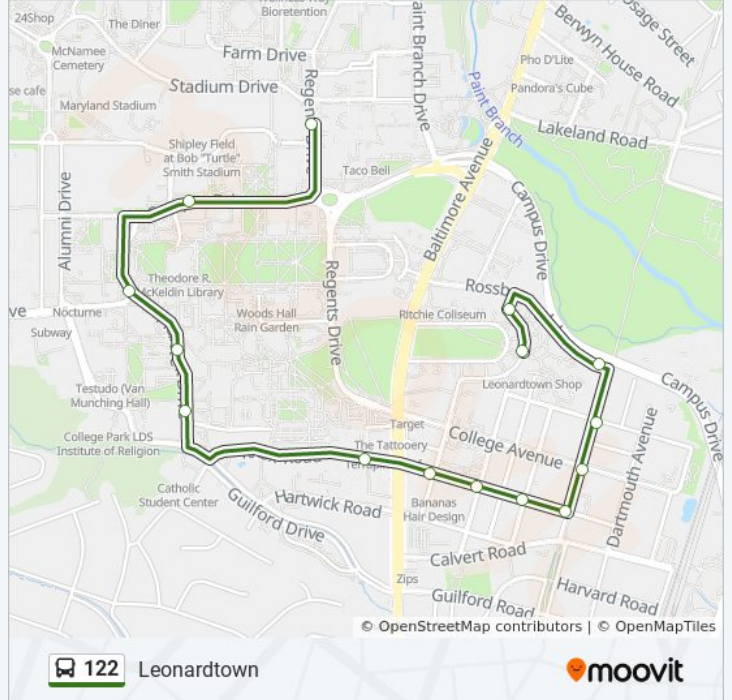 24Shop
The Diner
Bioretention
McNamee
Cemetery
Farm Drive
Stadium Drive
se cafe
Maryland Stadium
Shipley Field
at Bob "Turtle"
Smith Stadium
Taco Bell
aint Branch Drive
Paint Branch
Berwyn House Road
Pho D'Lite
Pandora's Cube
Lakeland Road
Baltimore Avenue
Campus Drive
Alumni Drive
Theodore R.
McKeldin Library
Nocturne
ve
Subway
Woods Hall
Rain Garden
Regents Drive
Ritchie Coliseum
Rossb
Leonardtown Shop
Campus Drive
Testudo (Van
Munching Hall)
Target
College Park LDS
Institute of Religion
The Tattooery
College Avenue
Dartmouth Avenue
Catholic
Student Center
Hartwick Road
Guilford Drive
Bananas
Hair Design
Calvert Road
Zips
Guilford Road
Harvard Road
© OpenStreetMap contributors | © OpenMapTiles
122 Leonardtown
moovit